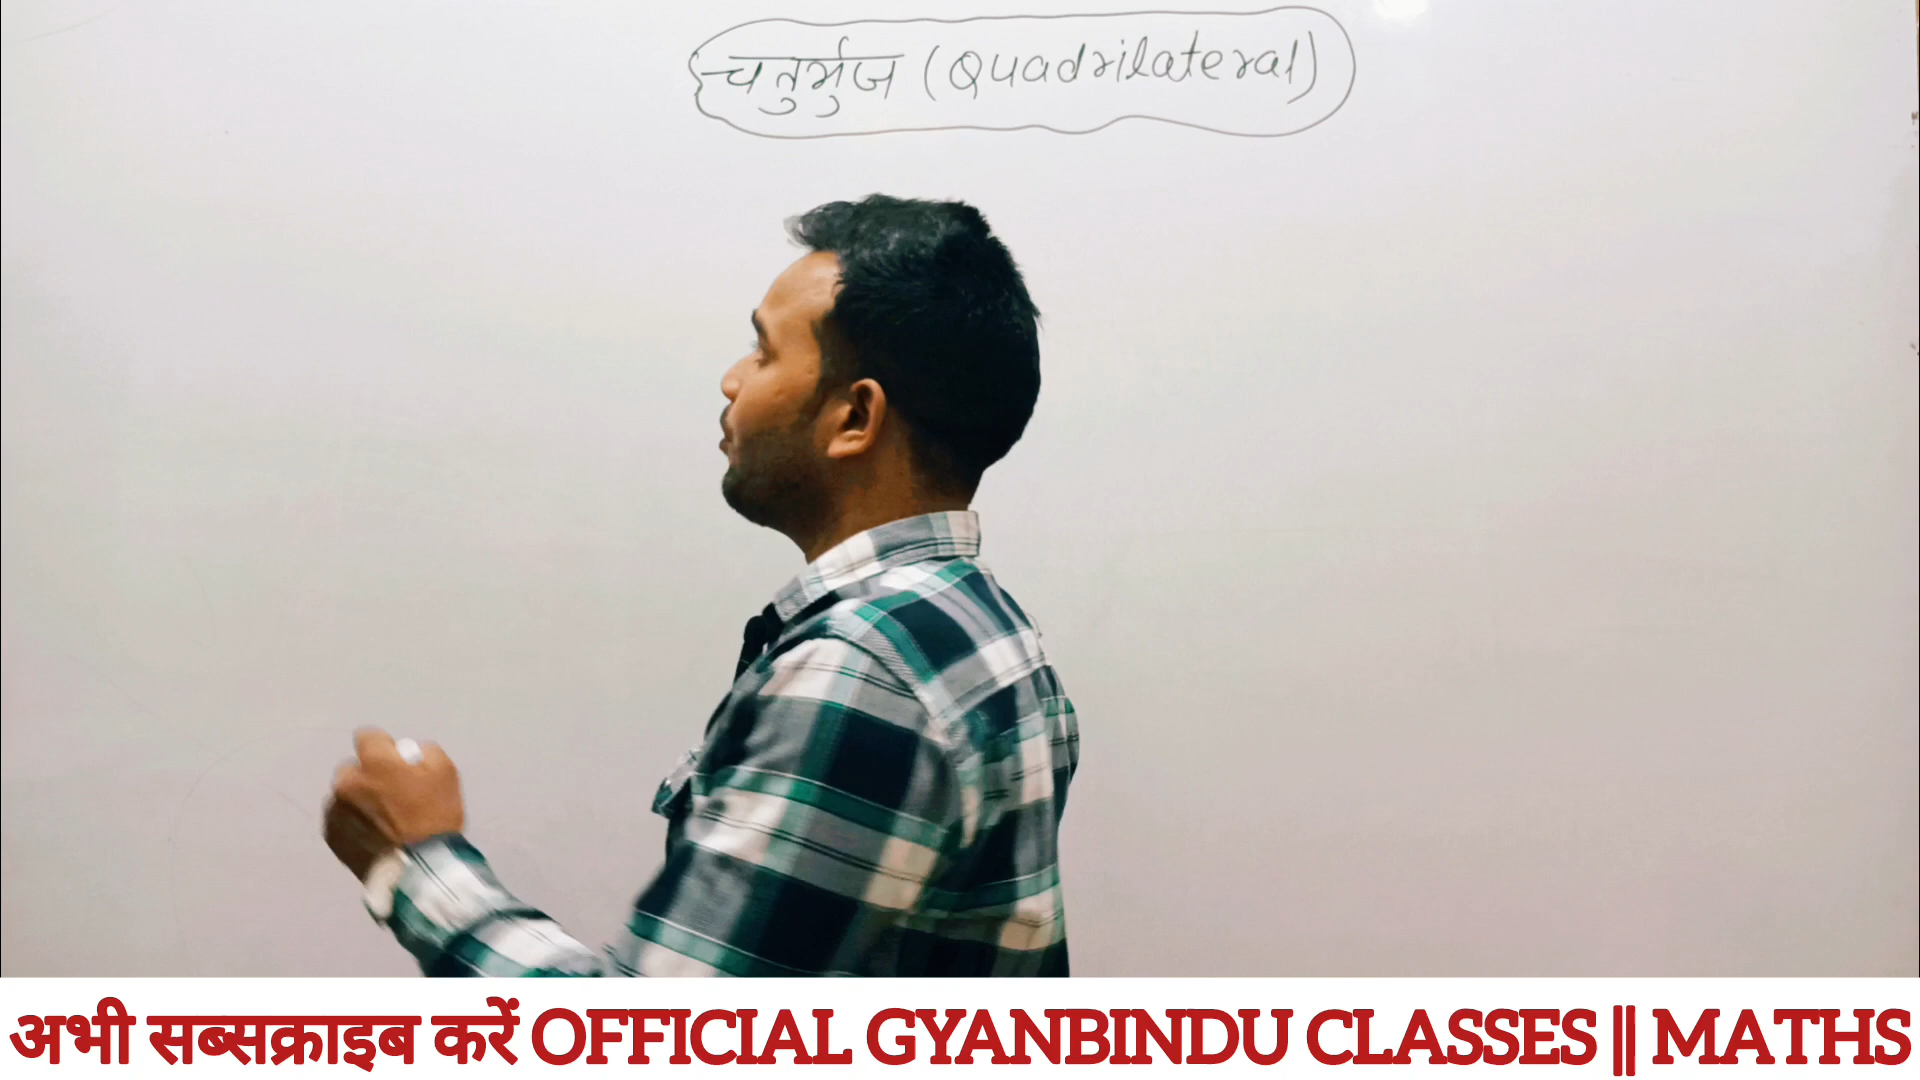 चतुर्भुज (Quadrilateral)
अभी सब्सक्राइब करें OFFICIAL GYANBINDU CLASSES || MATHS